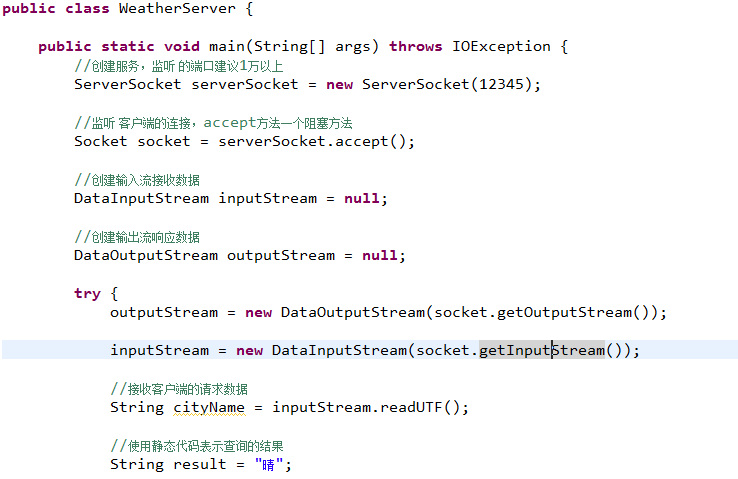 public class WeatherServer {
public static void main(String[] args) throws IOException {
//创建服务，监听 的端口建议1万以上
ServerSocket serverSocket = new ServerSocket(12345);
//监听 客户端的连接，accept方法一个阻塞方法
Socket socket = serverSocket.accept();
//创建输入流接收数据
DataInputStream inputStream = null;
//创建输出流响应数据
DataOutputStream outputStream = null;
try {
outputStream = new DataOutputStream(socket.getOutputStream());
inputStream = new DataInputStream(socket.getInputStream());
//接收客户端的请求数据
String cityName = inputStream.readUTF();
//使用静态代码表示查询的结果
String result = "晴";